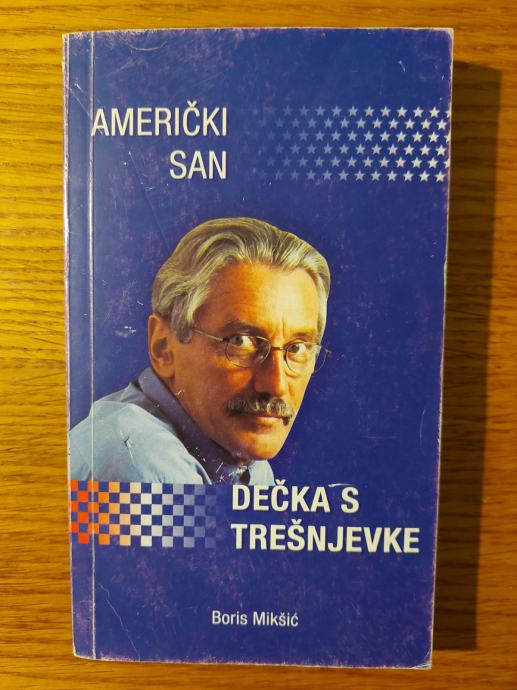 AMERIČKI
SAN
DEČKA S
TREŠNJEVKE
Boris Mikšić